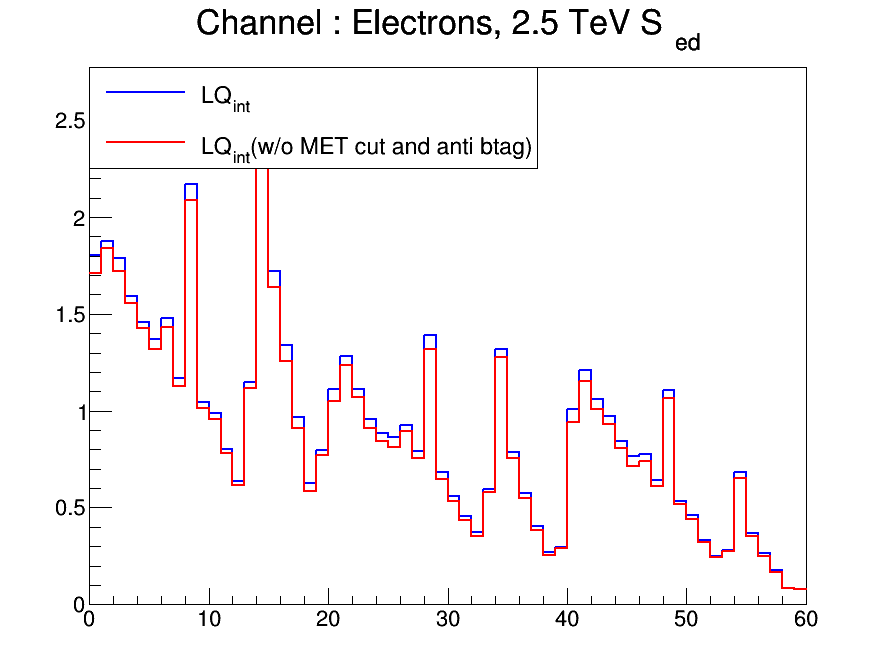 Channel : Electrons, 2.5 TeV S ed
LQint
LQint(w/o MET cut and anti btag)
2.5
2
1.5
1
0.5
0
0 10 20 30 40 50 60